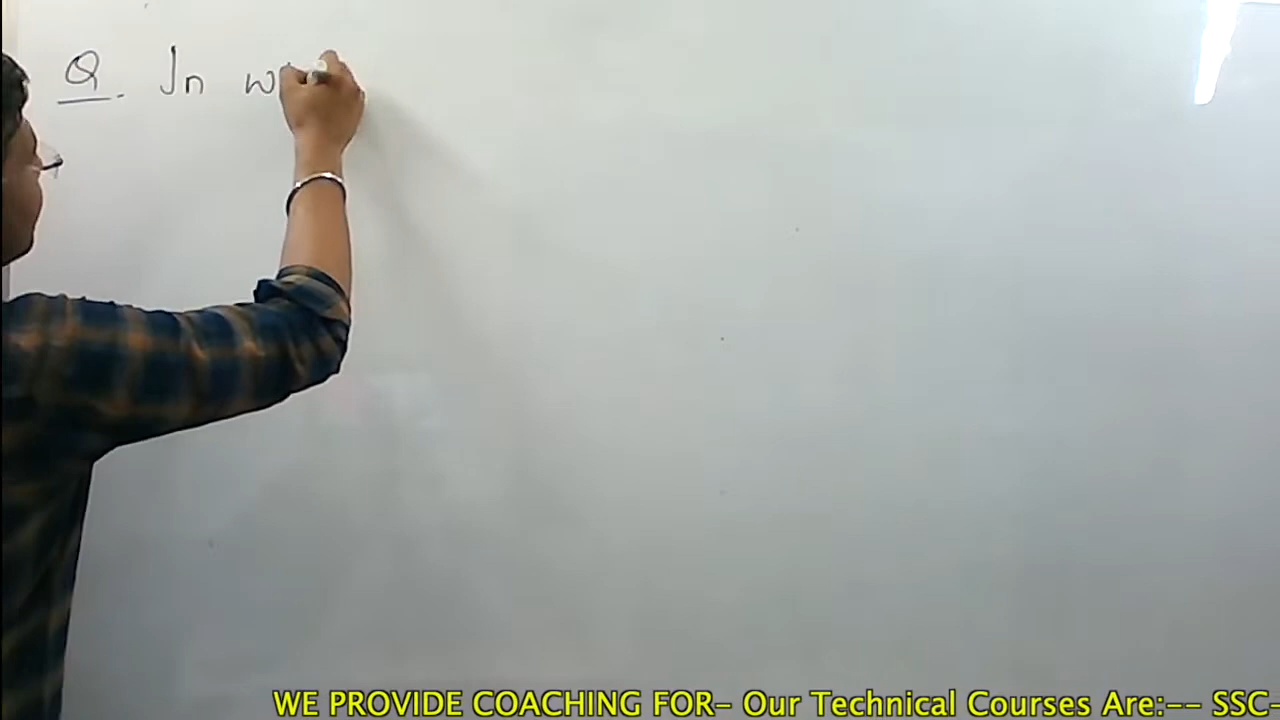 Q. In
WE PROVIDE COACHING FOR- Our Technical Courses Are:-- SSC-